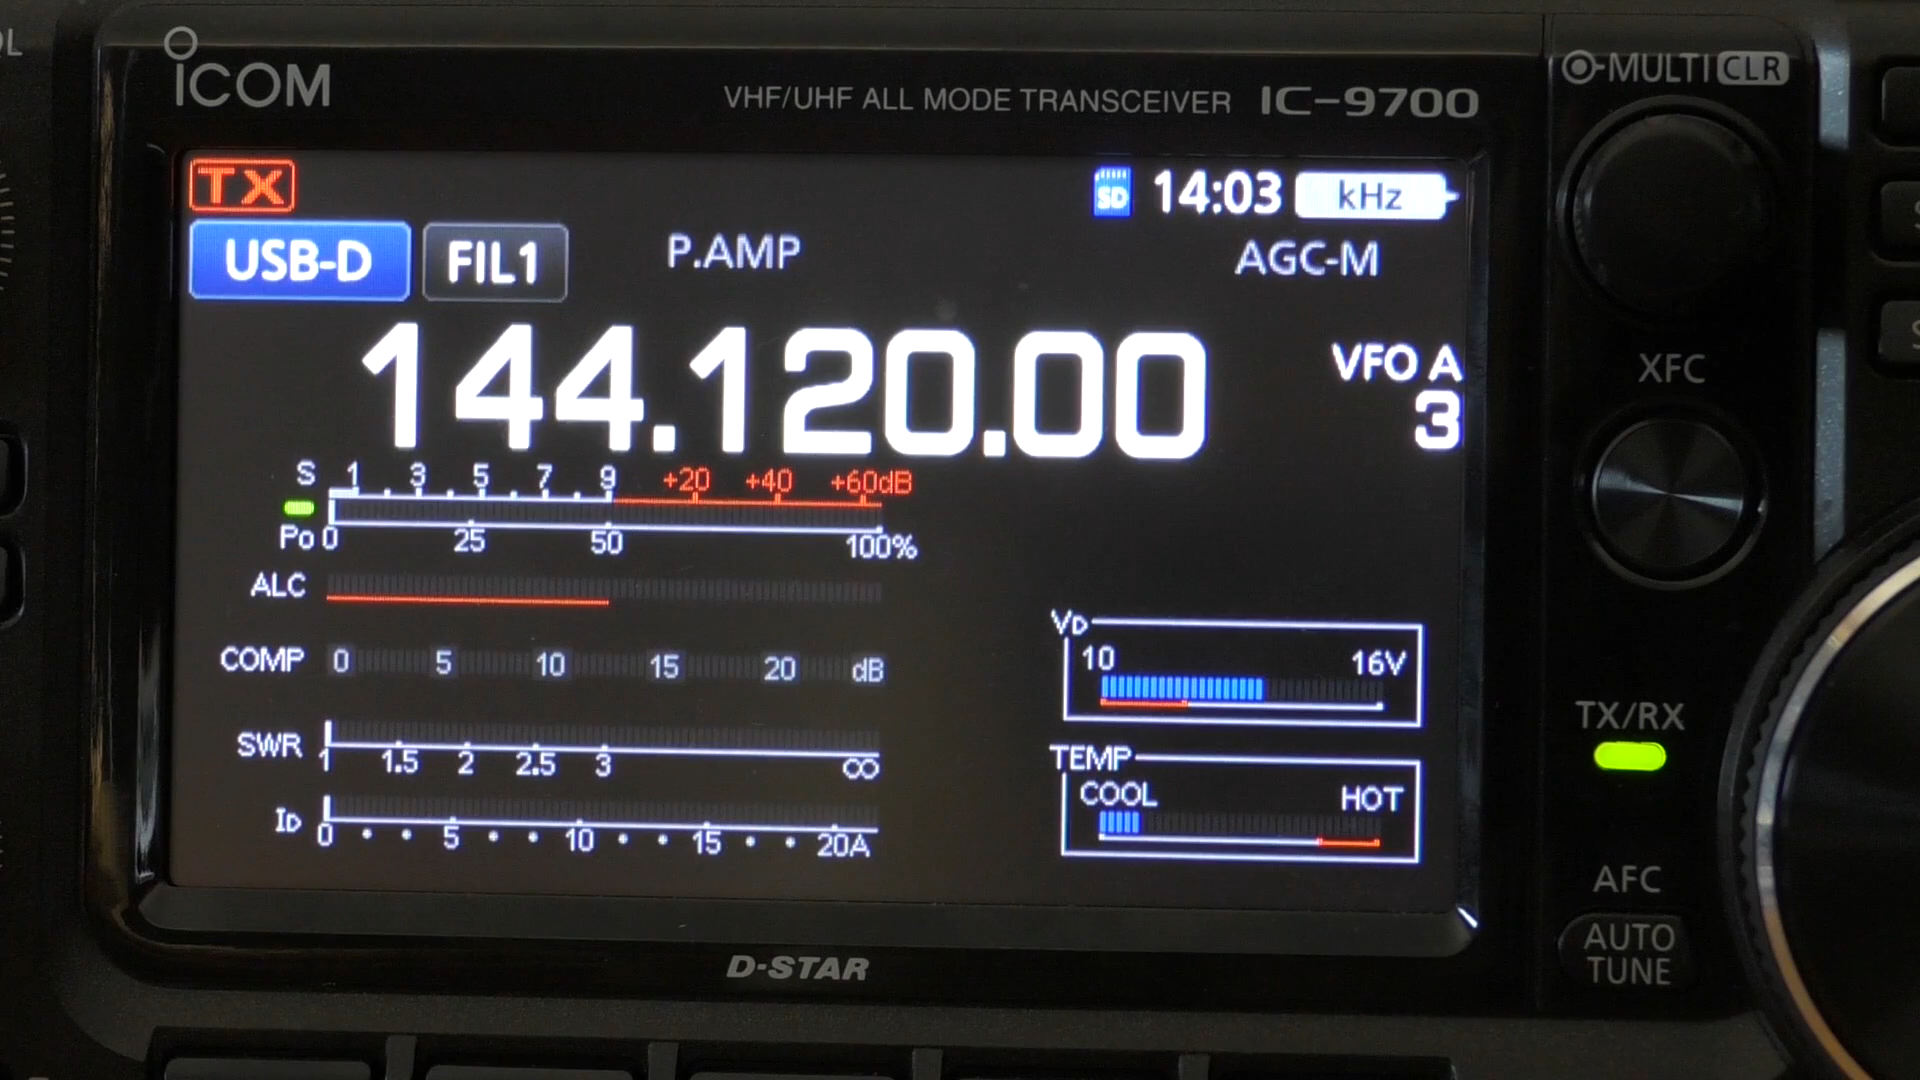 ICOM
VHF/UHF ALL MODE TRANSCEIVER IC-9700
MULTI CLR
TX
SD 14:03 kHz
USB-D FIL1 P.AMP AGC-M
144.120.00 VFO A
3
XFC
S 1 3 5 7 9 +20 +40 +60dB
Po 0 25 50 100%
ALC
COMP 0 5 10 15 20 dB
SWR 1 1.5 2 2.5 3 ∞
ID 0 5 10 15 20A
VD
10 16V
TEMP
COOL HOT
TX/RX
AFC
AUTO
TUNE
D-STAR